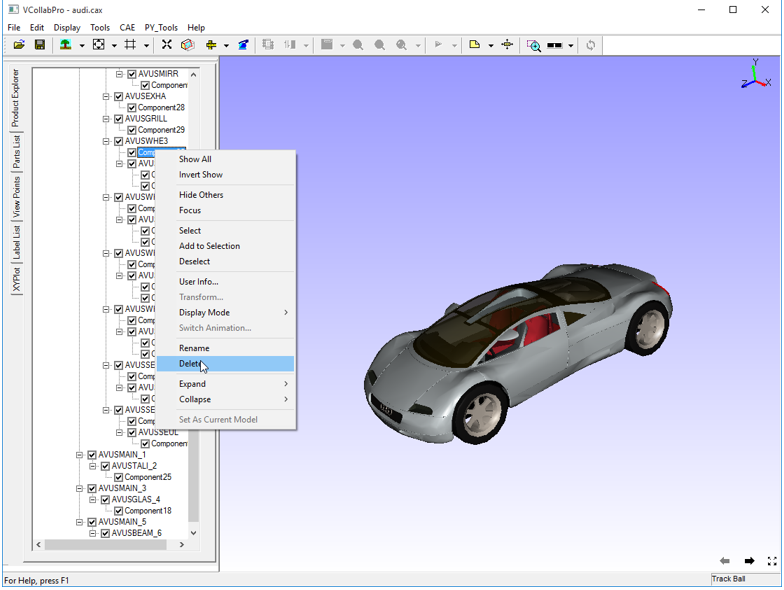 VCollabPro - audi.cax
File Edit Display Tools CAE PY_Tools Help
Product Explorer
Parts List
View Points
Label List
XYPlot
AVUSMIRR
Componen
AVUSEXHA
Component28
AVUSGRILL
Component29
AVUSWHE3
Show All
Invert Show
Hide Others
Focus
Select
Add to Selection
Deselect
User Info...
Transform...
Display Mode
Switch Animation...
Rename
Delete
Expand
Collapse
Set As Current Model
AVU
C
C
AVUSWH
Comp
AVU
C
C
AVUSWH
Comp
AVU
C
C
AVUSWH
Comp
AVU
C
C
AVUSSE
Comp
AVU
C
AVUSSE
Comp
AVUSSEUL
Componen
AVUSMAIN_1
AVUSTALI_2
Component25
AVUSMAIN_3
AVUSGLAS_4
Component18
AVUSMAIN_5
AVUSBEAM_6
Y
X
Z
For Help, press F1
Track Ball